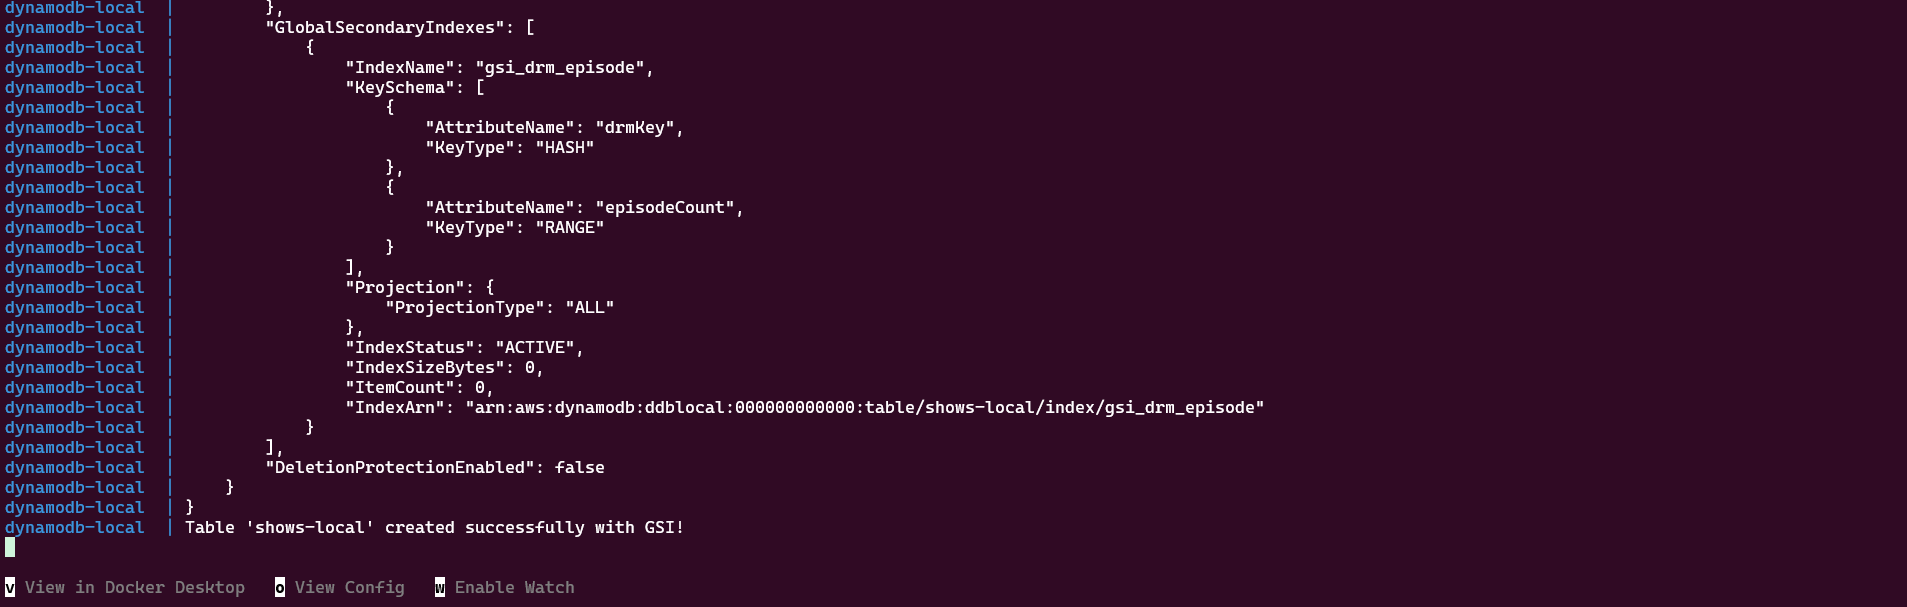 dynamodb-local  |         },
dynamodb-local  |         "GlobalSecondaryIndexes": [
dynamodb-local  |             {
dynamodb-local  |                 "IndexName": "gsi_drm_episode",
dynamodb-local  |                 "KeySchema": [
dynamodb-local  |                     {
dynamodb-local  |                         "AttributeName": "drmKey",
dynamodb-local  |                         "KeyType": "HASH"
dynamodb-local  |                     },
dynamodb-local  |                     {
dynamodb-local  |                         "AttributeName": "episodeCount",
dynamodb-local  |                         "KeyType": "RANGE"
dynamodb-local  |                     }
dynamodb-local  |                 ],
dynamodb-local  |                 "Projection": {
dynamodb-local  |                     "ProjectionType": "ALL"
dynamodb-local  |                 },
dynamodb-local  |                 "IndexStatus": "ACTIVE",
dynamodb-local  |                 "IndexSizeBytes": 0,
dynamodb-local  |                 "ItemCount": 0,
dynamodb-local  |                 "IndexArn": "arn:aws:dynamodb:ddblocal:000000000000:table/shows-local/index/gsi_drm_episode"
dynamodb-local  |             }
dynamodb-local  |         ],
dynamodb-local  |         "DeletionProtectionEnabled": false
dynamodb-local  |     }
dynamodb-local  | }
dynamodb-local  | Table 'shows-local' created successfully with GSI!
v View in Docker Desktop   o View Config   w Enable Watch